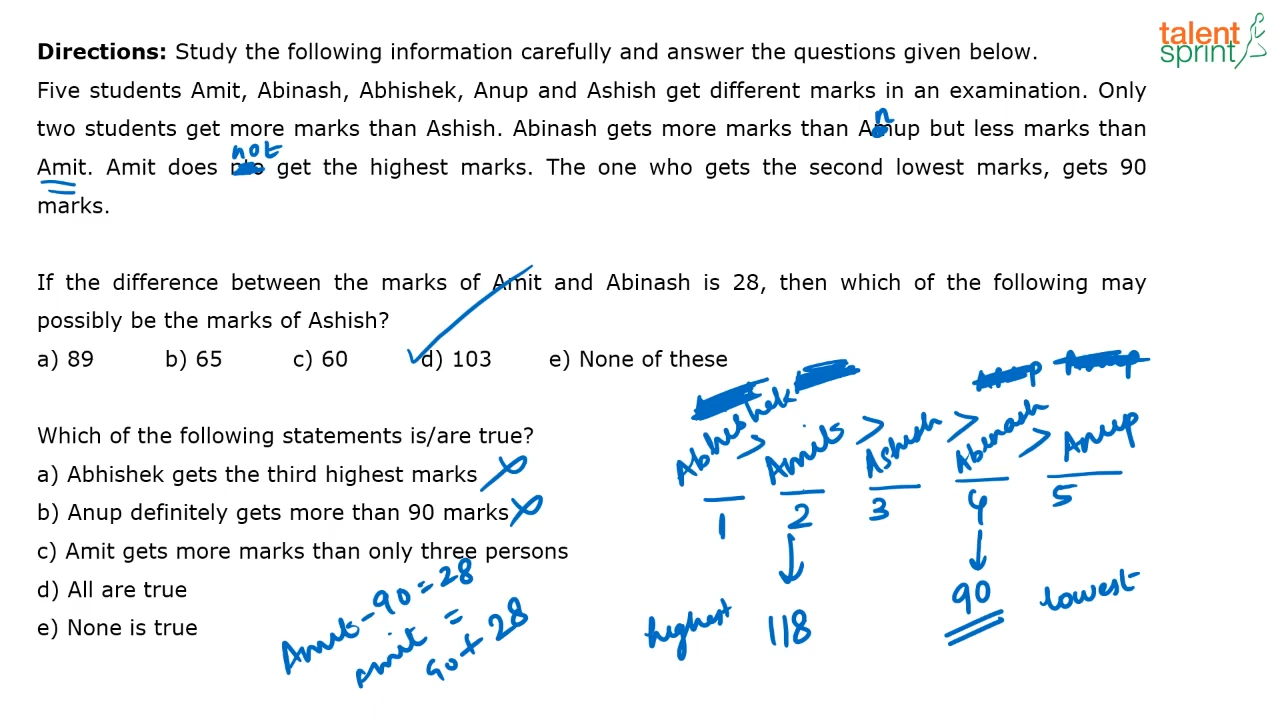 talent
sprint
Directions: Study the following information carefully and answer the questions given below.
Five students Amit, Abinash, Abhishek, Anup and Ashish get different marks in an examination. Only
n
two students get more marks than Ashish. Abinash gets more marks than Amup but less marks than
not
Amit. Amit does nto get the highest marks. The one who gets the second lowest marks, gets 90
marks.
If the difference between the marks of Amit and Abinash is 28, then which of the following may
possibly be the marks of Ashish?
a) 89 b) 65 c) 60 d) 103 e) None of these
Which of the following statements is/are true?
a) Abhishek gets the third highest marks
b) Anup definitely gets more than 90 marks
c) Amit gets more marks than only three persons
d) All are true
e) None is true
Abhishek > Amit > Ashish > Abinash > Anup
1 2 3 4 5
highest 118 90 lowest
Amit - 90 = 28
Amit =
90 + 28